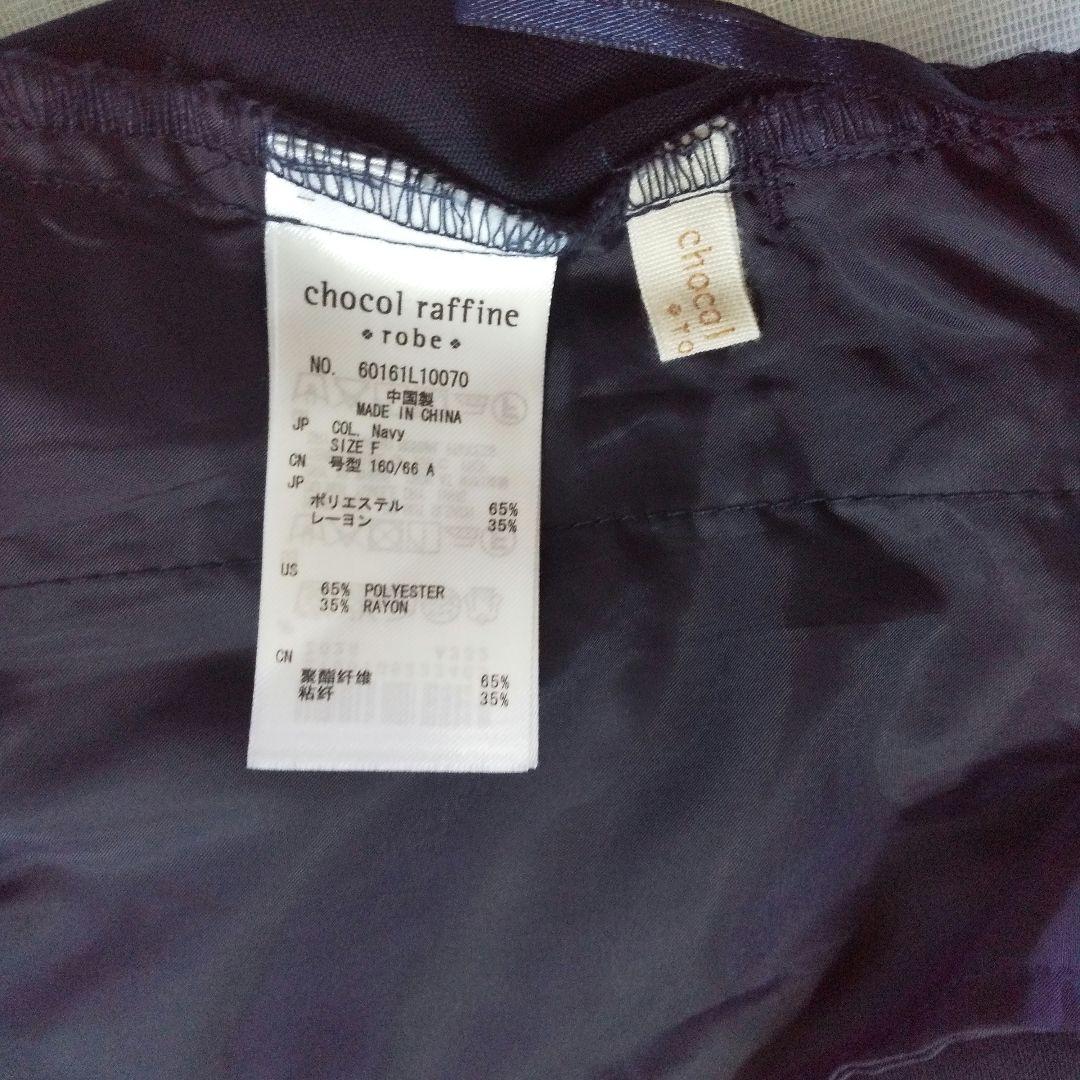 chocol raffine
robe
NO. 60161L10070
中国製
MADE IN CHINA
JP COL. Navy
SIZE F
CN 号型 160/66 A
JP
ポリエステル 65%
レーヨン 35%
US
65% POLYESTER
35% RAYON
CN
聚酯纤维 65%
粘纤 35%
chocol
ro